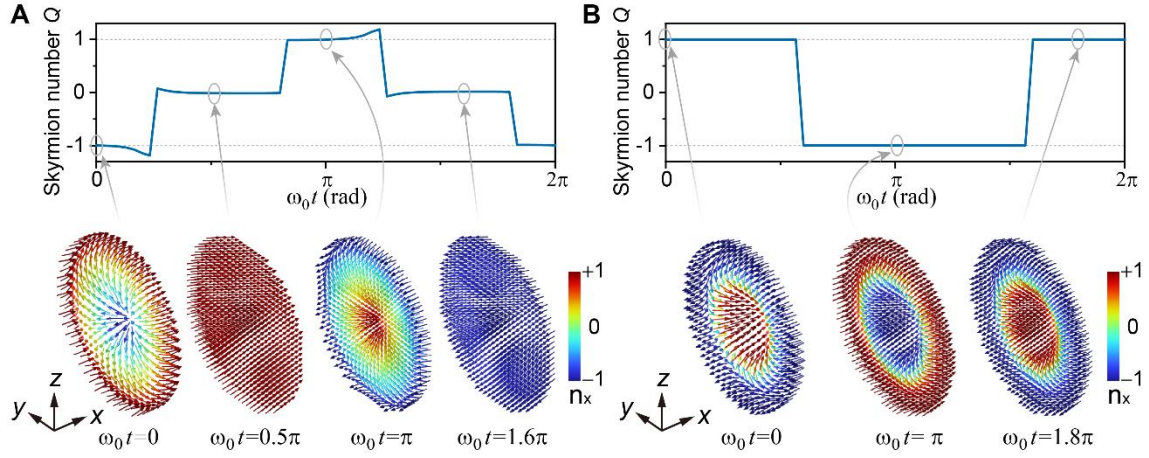 A
Skyrmion number Q
1
0
-1
0
π
2π
ω₀t (rad)
+1
0
−1
nₓ
z
y
x
ω₀t=0
ω₀t=0.5π
ω₀t=π
ω₀t=1.6π
B
Skyrmion number Q
1
0
-1
0
π
2π
ω₀t (rad)
+1
0
−1
nₓ
z
y
x
ω₀t=0
ω₀t= π
ω₀t=1.8π